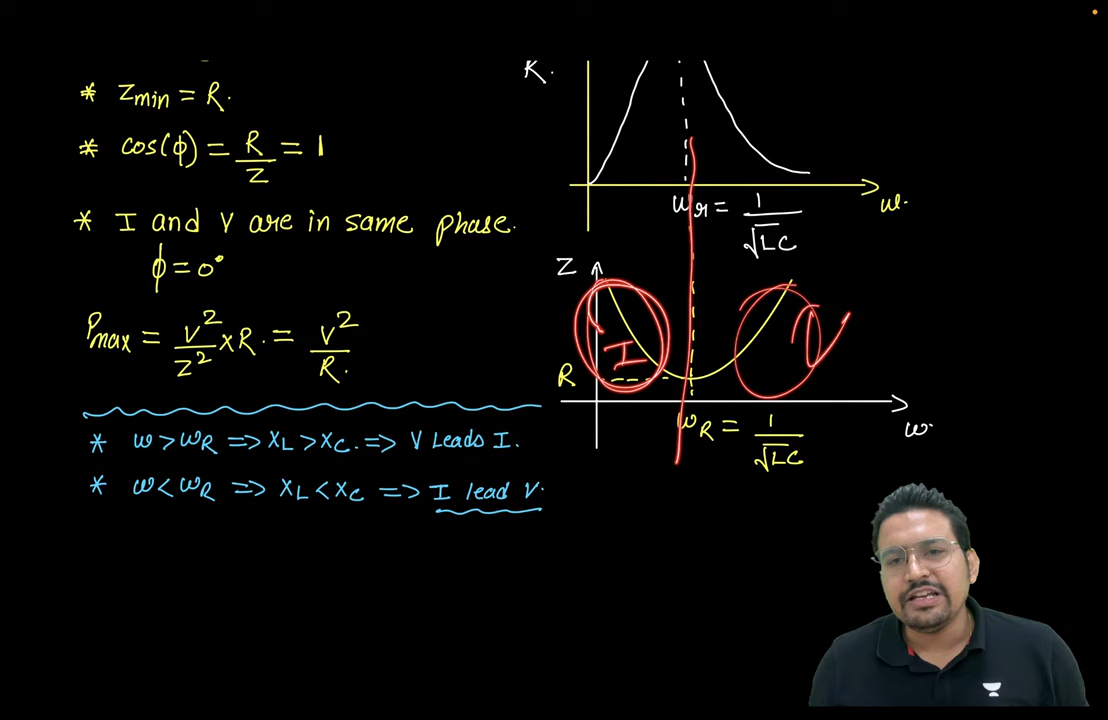 * Zmin = R.
* cos(ϕ) = R/Z = 1
* I and V are in same phase.
ϕ = 0°
Pmax = V²/Z² x R. = V²/R.
* ω > ωR => XL > XC. => V Leads I.
* ω < ωR => XL < XC => I lead V.
R.
ωr = 1/√LC
ω.
Z
I
V
R
ωR = 1/√LC
ω.